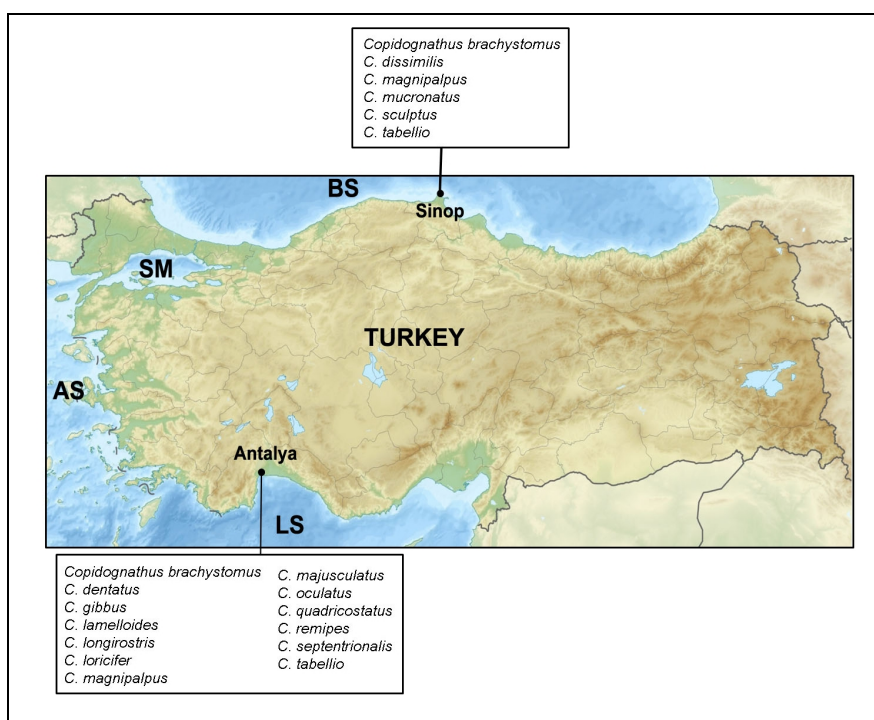 Copidognathus brachystomus
C. dissimilis
C. magnipalpus
C. mucronatus
C. sculptus
C. tabellio
BS
Sinop
SM
TURKEY
AS
Antalya
LS
Copidognathus brachystomus
C. dentatus
C. gibbus
C. lamelloides
C. longirostris
C. loricifer
C. magnipalpus
C. majusculatus
C. oculatus
C. quadricostatus
C. remipes
C. septentrionalis
C. tabellio